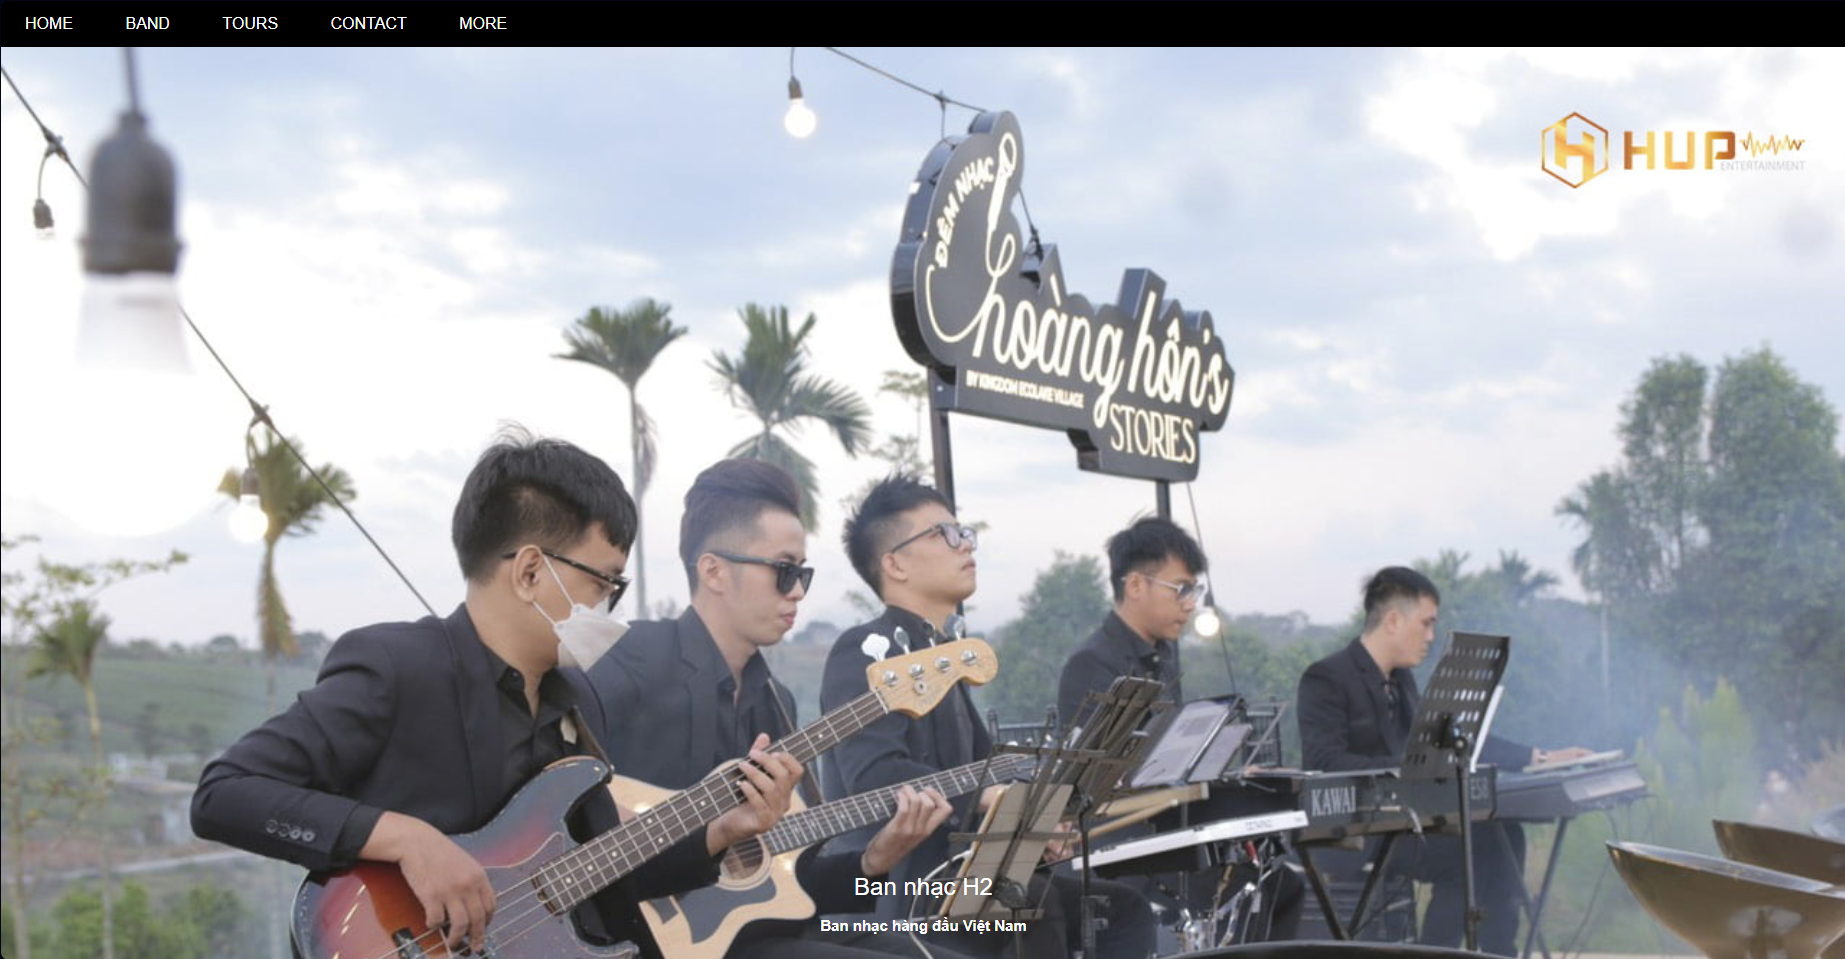 HOME BAND TOURS CONTACT MORE
HUP
ENTERTAINMENT
ĐÊM NHẠC
hoàng hôn's
BY KINGDOM ECOLAKE VILLAGE
STORIES
KAWAI
ES8
Ban nhạc H2
Ban nhạc hàng đầu Việt Nam